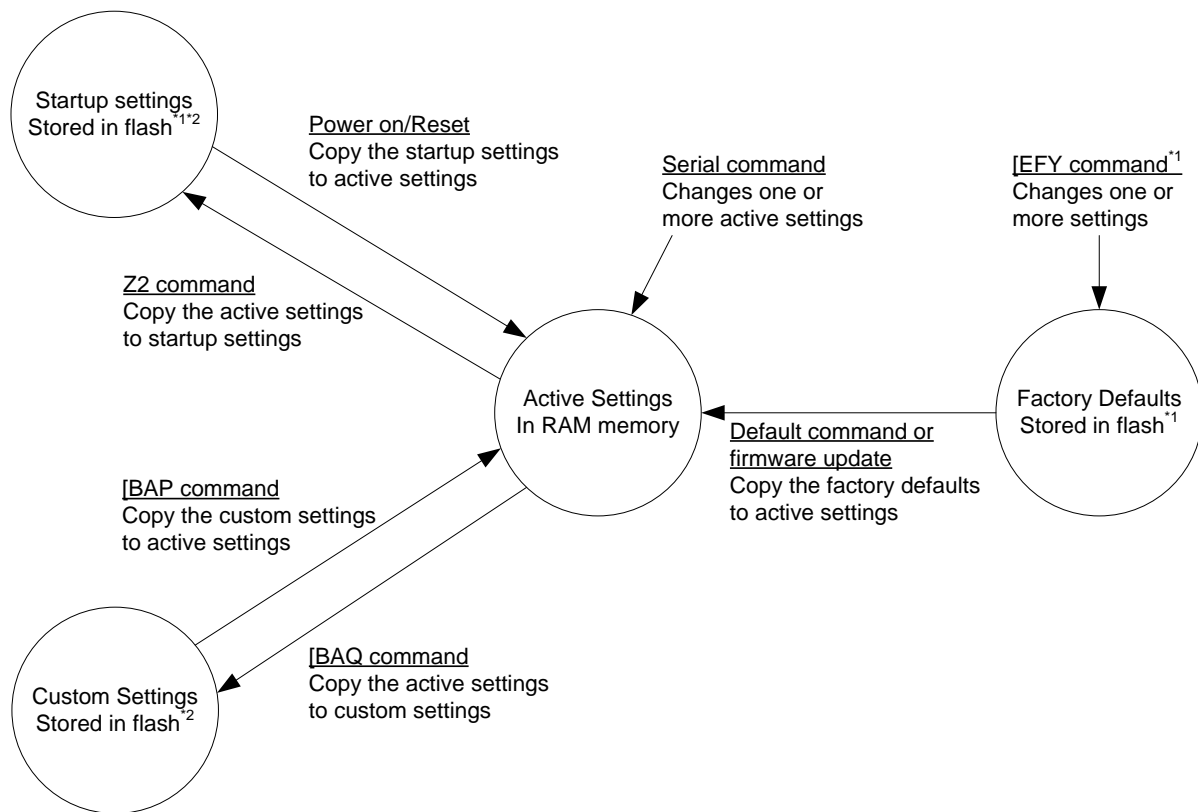 Startup settings
Stored in flash*1*2
Power on/Reset
Copy the startup settings
to active settings
Serial command
Changes one or
more active settings
[EFY command*1
Changes one or
more settings
Z2 command
Copy the active settings
to startup settings
Active Settings
In RAM memory
Factory Defaults
Stored in flash*1
Default command or
firmware update
Copy the factory defaults
to active settings
[BAP command
Copy the custom settings
to active settings
[BAQ command
Copy the active settings
to custom settings
Custom Settings
Stored in flash*2